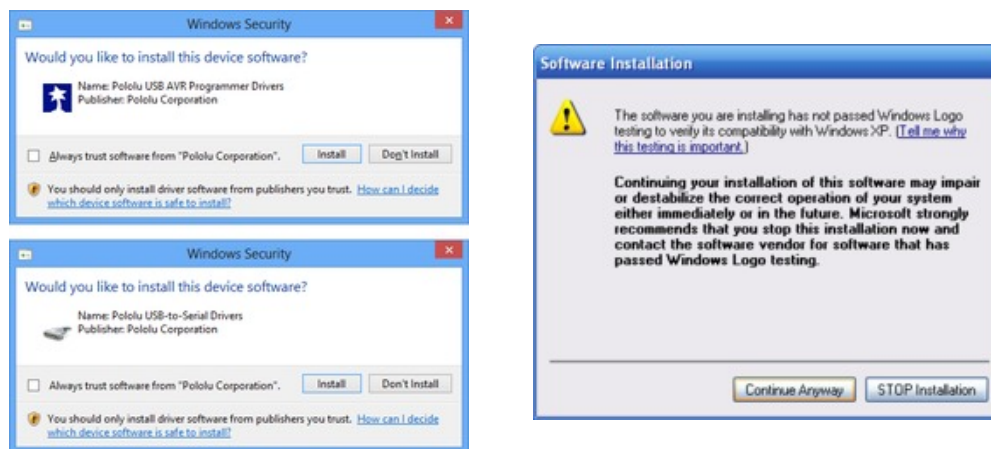 Windows Security
Would you like to install this device software?
Name: Pololu USB AVR Programmer Drivers
Publisher: Pololu Corporation
Always trust software from "Pololu Corporation".
Install
Don't Install
You should only install driver software from publishers you trust. How can I decide
which device software is safe to install?
Windows Security
Would you like to install this device software?
Name: Pololu USB-to-Serial Drivers
Publisher: Pololu Corporation
Always trust software from "Pololu Corporation".
Install
Don't Install
You should only install driver software from publishers you trust. How can I decide
which device software is safe to install?
Software Installation
The software you are installing has not passed Windows Logo
testing to verify its compatibility with Windows XP. (Tell me why
this testing is important.)
Continuing your installation of this software may impair
or destabilize the correct operation of your system
either immediately or in the future. Microsoft strongly
recommends that you stop this installation now and
contact the software vendor for software that has
passed Windows Logo testing.
Continue Anyway
STOP Installation